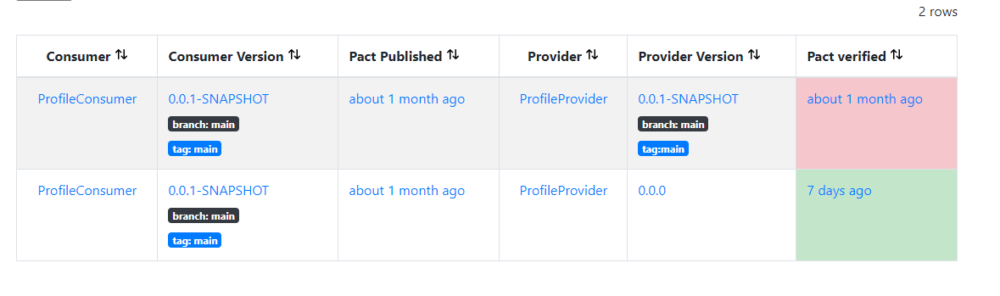 2 rows
Consumer Consumer Version Pact Published Provider Provider Version Pact verified
ProfileConsumer 0.0.1-SNAPSHOT about 1 month ago ProfileProvider 0.0.1-SNAPSHOT about 1 month ago
branch: main branch: main
tag: main tag:main
ProfileConsumer 0.0.1-SNAPSHOT about 1 month ago ProfileProvider 0.0.0 7 days ago
branch: main
tag: main